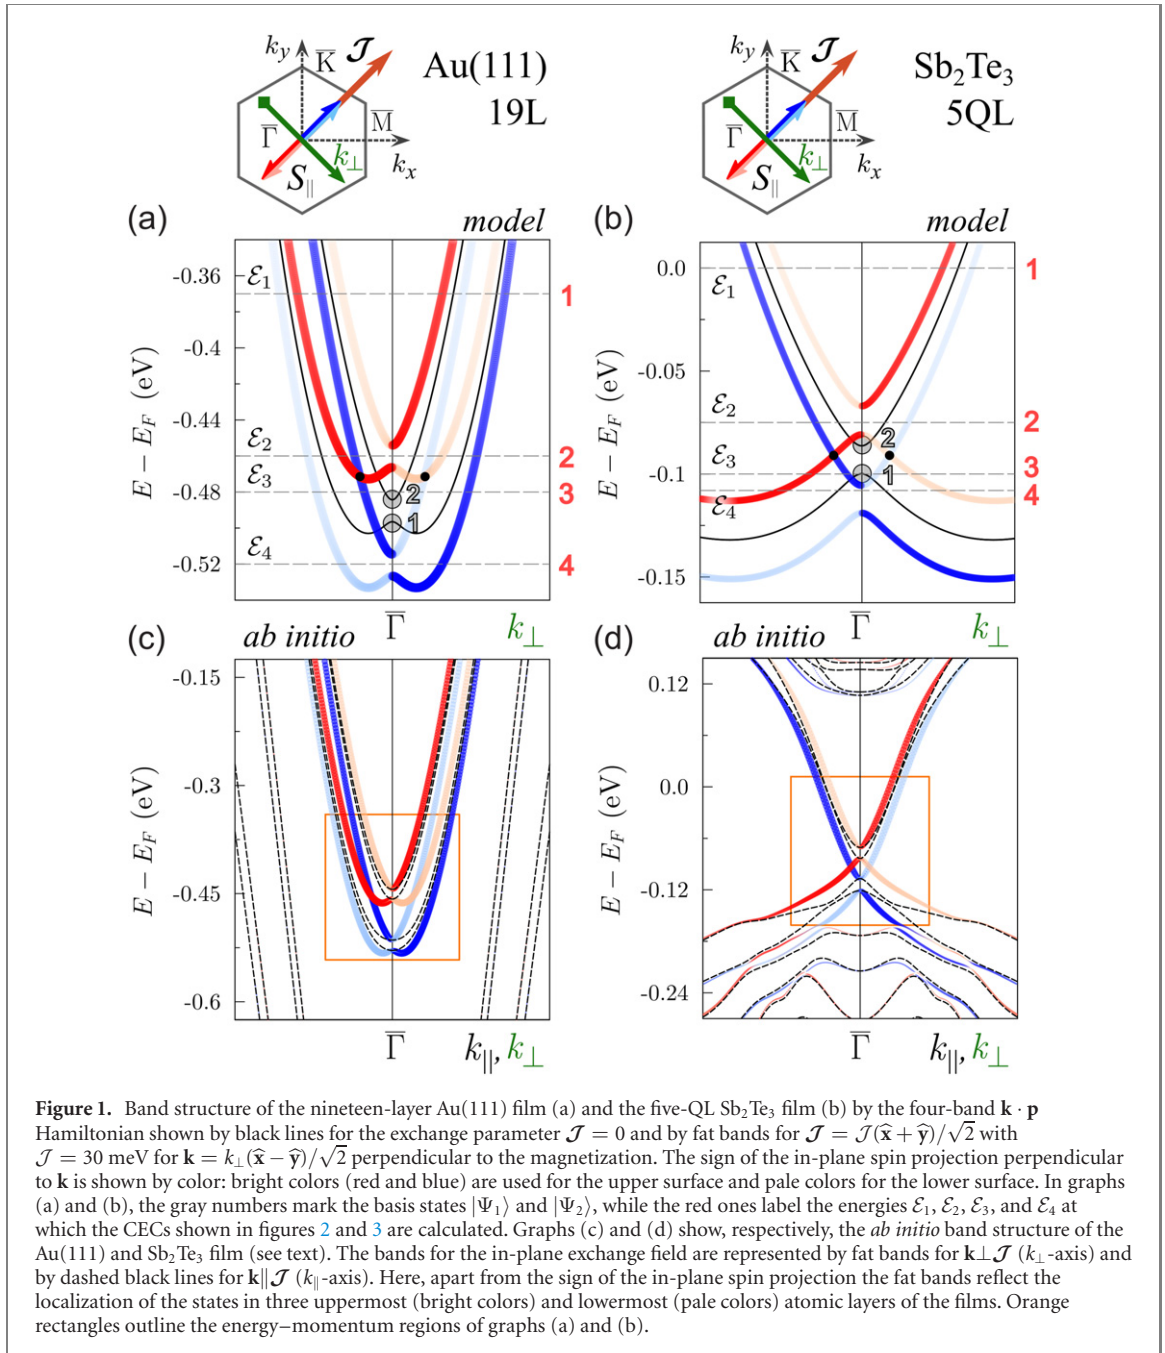 k_y K̄ 𝒥 Au(111)
19L
Γ̄ M̄
k_⊥ k_x
S_∥
k_y K̄ 𝒥 Sb₂Te₃
5QL
Γ̄ M̄
k_⊥ k_x
S_∥
(a) model
E − E_F (eV)
-0.36
-0.4
-0.44
-0.48
-0.52
ℰ₁ 1
ℰ₂ 2
ℰ₃ 3
ℰ₄ 4
2
1
Γ̄ k_⊥
(b) model
E − E_F (eV)
0.0
-0.05
-0.1
-0.15
ℰ₁ 1
ℰ₂ 2
ℰ₃ 3
ℰ₄ 4
2
1
Γ̄ k_⊥
(c) ab initio
E − E_F (eV)
-0.15
-0.3
-0.45
-0.6
Γ̄ k_∥, k_⊥
(d) ab initio
E − E_F (eV)
0.12
0.0
-0.12
-0.24
Γ̄ k_∥, k_⊥
Figure 1. Band structure of the nineteen-layer Au(111) film (a) and the five-QL Sb₂Te₃ film (b) by the four-band k · p
Hamiltonian shown by black lines for the exchange parameter 𝒥 = 0 and by fat bands for 𝒥 = 𝒥(x̂ + ŷ)/√2 with
𝒥 = 30 meV for k = k_⊥(x̂ − ŷ)/√2 perpendicular to the magnetization. The sign of the in-plane spin projection perpendicular
to k is shown by color: bright colors (red and blue) are used for the upper surface and pale colors for the lower surface. In graphs
(a) and (b), the gray numbers mark the basis states |Ψ₁⟩ and |Ψ₂⟩, while the red ones label the energies ℰ₁, ℰ₂, ℰ₃, and ℰ₄ at
which the CECs shown in figures 2 and 3 are calculated. Graphs (c) and (d) show, respectively, the ab initio band structure of the
Au(111) and Sb₂Te₃ film (see text). The bands for the in-plane exchange field are represented by fat bands for k⊥𝒥 (k_⊥-axis) and
by dashed black lines for k∥𝒥 (k_∥-axis). Here, apart from the sign of the in-plane spin projection the fat bands reflect the
localization of the states in three uppermost (bright colors) and lowermost (pale colors) atomic layers of the films. Orange
rectangles outline the energy–momentum regions of graphs (a) and (b).